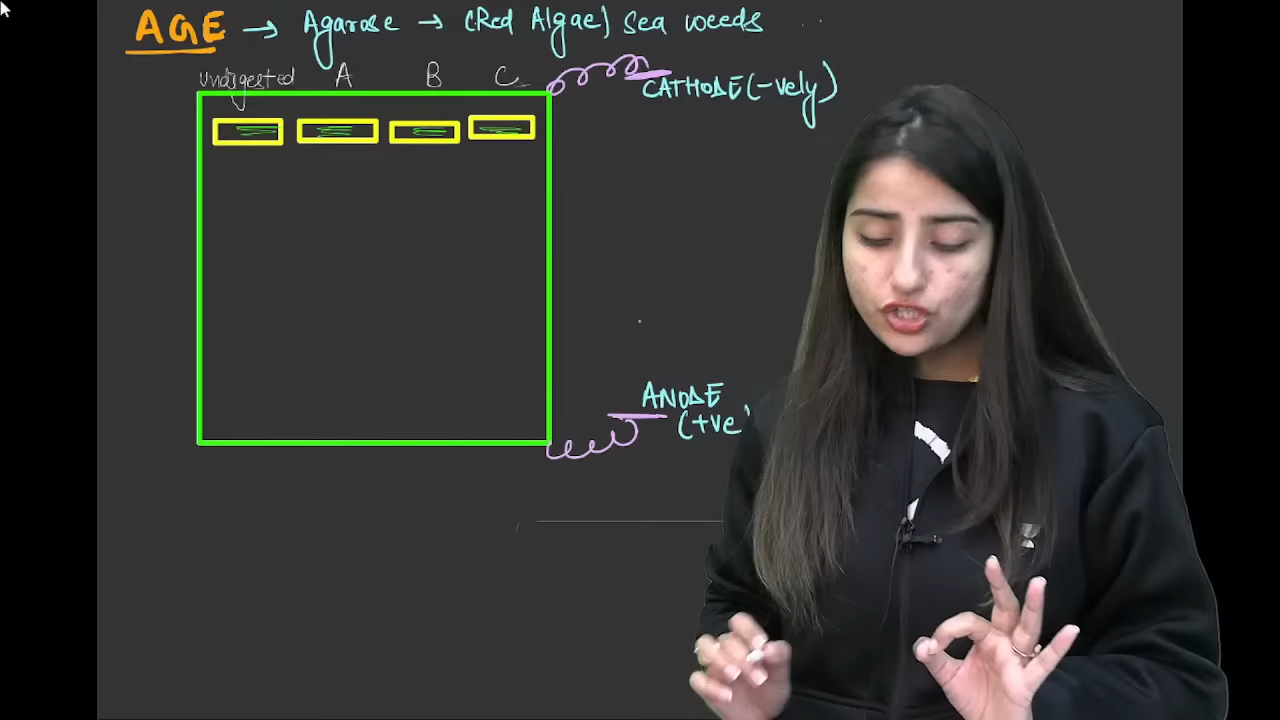 AGE → Agarose → (Red Algae) Sea weeds
undigested A B C
CATHODE (-vely)
ANODE
(+ve)